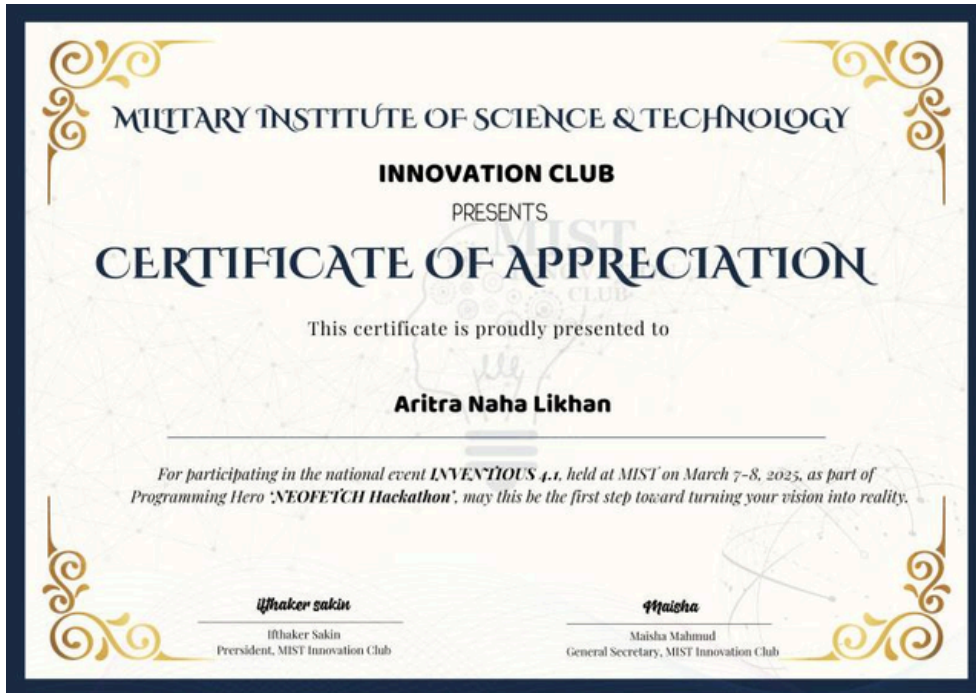 MILITARY INSTITUTE OF SCIENCE & TECHNOLOGY
INNOVATION CLUB
PRESENTS
MIST
CERTIFICATE OF APPRECIATION
CLUB
This certificate is proudly presented to
Aritra Naha Likhan
For participating in the national event INVENTIOUS 4.1, held at MIST on March 7-8, 2025, as part of
Programming Hero 'NEOFETCH Hackathon', may this be the first step toward turning your vision into reality.
ifthaker sakin
Maisha
Ifthaker Sakin
Maisha Mahmud
Prersident, MIST Innovation Club
General Secretary, MIST Innovation Club